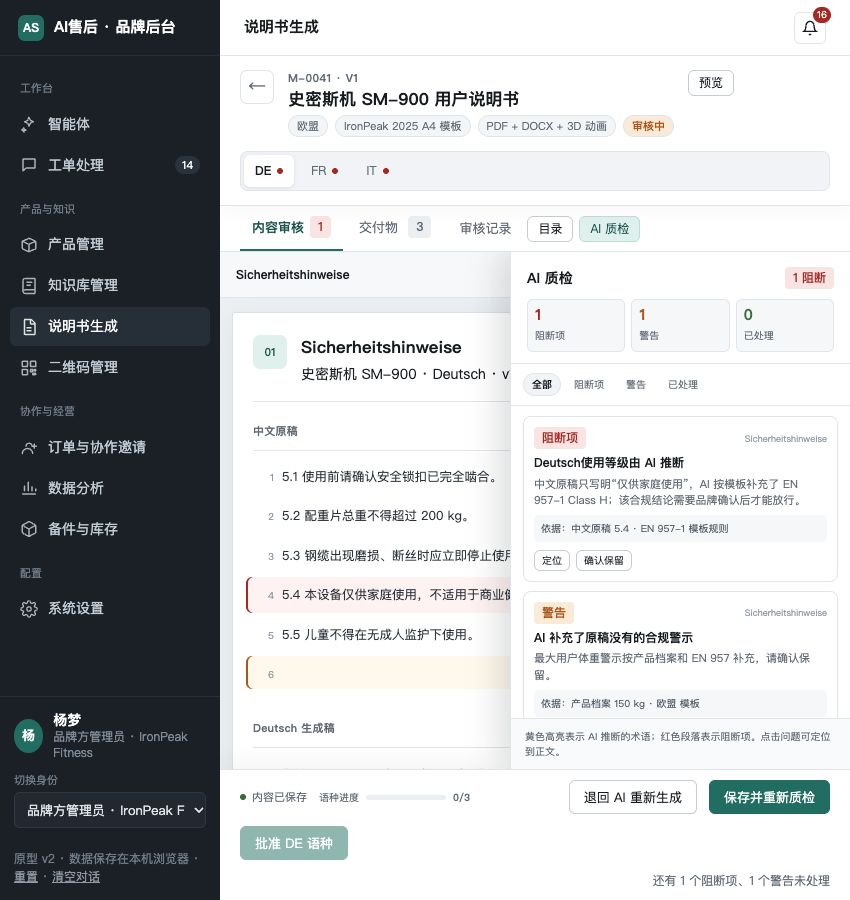 AS
AI售后 · 品牌后台
工作台
智能体
工单处理
14
产品与知识
产品管理
知识库管理
说明书生成
二维码管理
协作与经营
订单与协作邀请
数据分析
备件与库存
配置
系统设置
杨
杨梦
品牌方管理员 · IronPeak
Fitness
切换身份
品牌方管理员 · IronPeak F
原型 v2 · 数据保存在本机浏览器 ·
重置 · 清空对话
说明书生成
16
←
M-0041 · V1
史密斯机 SM-900 用户说明书
预览
欧盟
IronPeak 2025 A4 模板
PDF + DOCX + 3D 动画
审核中
DE
FR
IT
内容审核 1
交付物 3
审核记录
目录
AI 质检
Sicherheitshinweise
01
Sicherheitshinweise
史密斯机 SM-900 · Deutsch · v
中文原稿
1 5.1 使用前请确认安全锁扣已完全啮合。
2 5.2 配重片总重不得超过 200 kg。
3 5.3 钢缆出现磨损、断丝时应立即停止使
4 5.4 本设备仅供家庭使用，不适用于商业
5 5.5 儿童不得在无成人监护下使用。
6
Deutsch 生成稿
AI 质检
1 阻断
1
阻断项
1
警告
0
已处理
全部
阻断项
警告
已处理
阻断项
Sicherheitshinweise
Deutsch使用等级由 AI 推断
中文原稿只写明“仅供家庭使用”，AI 按模板补充了 EN
957-1 Class H；该合规结论需要品牌确认后才能放行。
依据：中文原稿 5.4 · EN 957-1 模板规则
定位
确认保留
警告
Sicherheitshinweise
AI 补充了原稿没有的合规警示
最大用户体重警示按产品档案和 EN 957 补充，请确认保
留。
依据：产品档案 150 kg · 欧盟 模板
黄色高亮表示 AI 推断的术语；红色段落表示阻断项。点击问题可定位
到正文。
内容已保存
语种进度
0/3
退回 AI 重新生成
保存并重新质检
批准 DE 语种
还有 1 个阻断项、1 个警告未处理